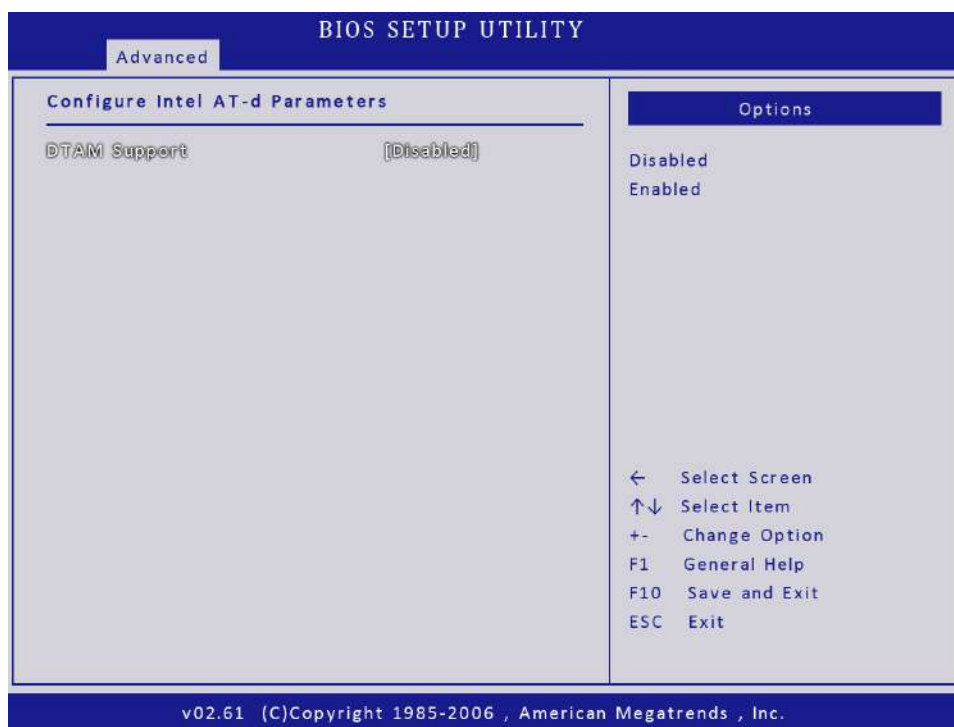 BIOS SETUP UTILITY
Advanced
Configure Intel AT-d Parameters
DTAM Support [Disabled]
Options
Disabled
Enabled
← Select Screen
↑↓ Select Item
+- Change Option
F1 General Help
F10 Save and Exit
ESC Exit
v02.61 (C)Copyright 1985-2006 , American Megatrends , Inc.